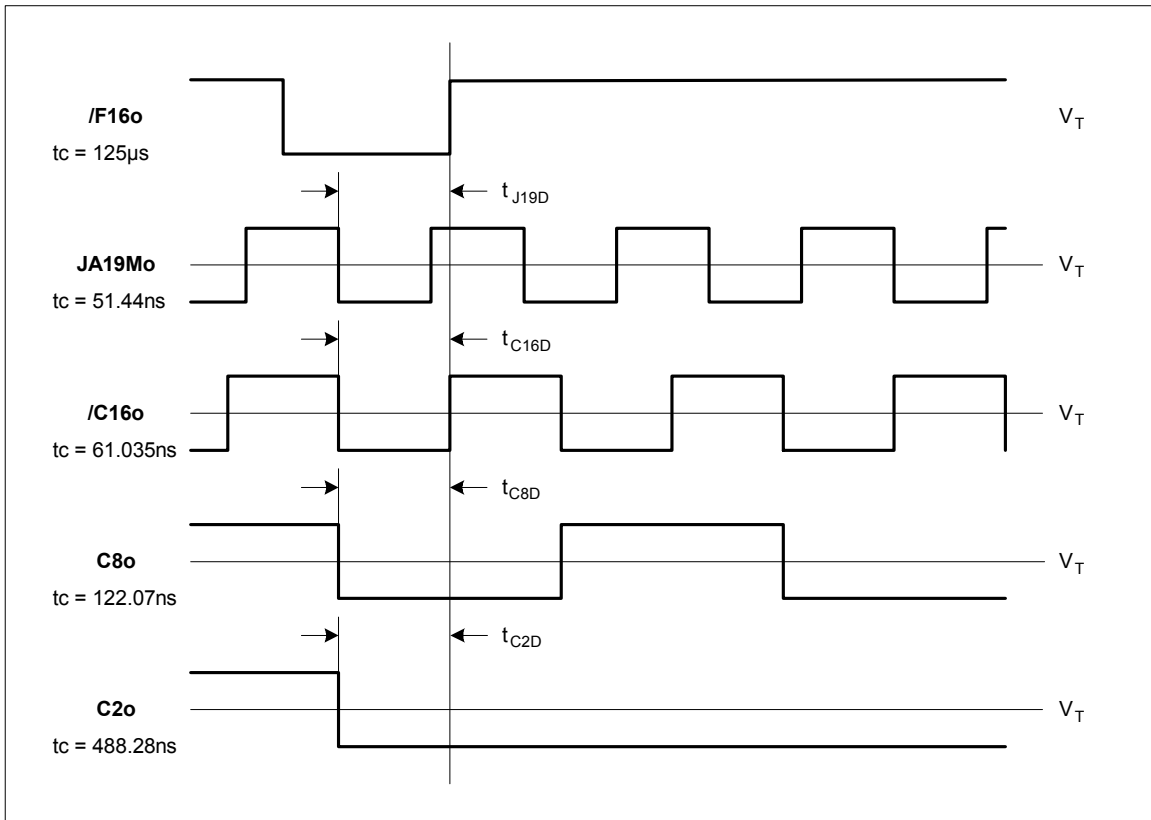 /F16o
tc = 125µs
V_T
t_J19D
JA19Mo
tc = 51.44ns
V_T
t_C16D
/C16o
tc = 61.035ns
V_T
t_C8D
C8o
tc = 122.07ns
V_T
t_C2D
C2o
tc = 488.28ns
V_T